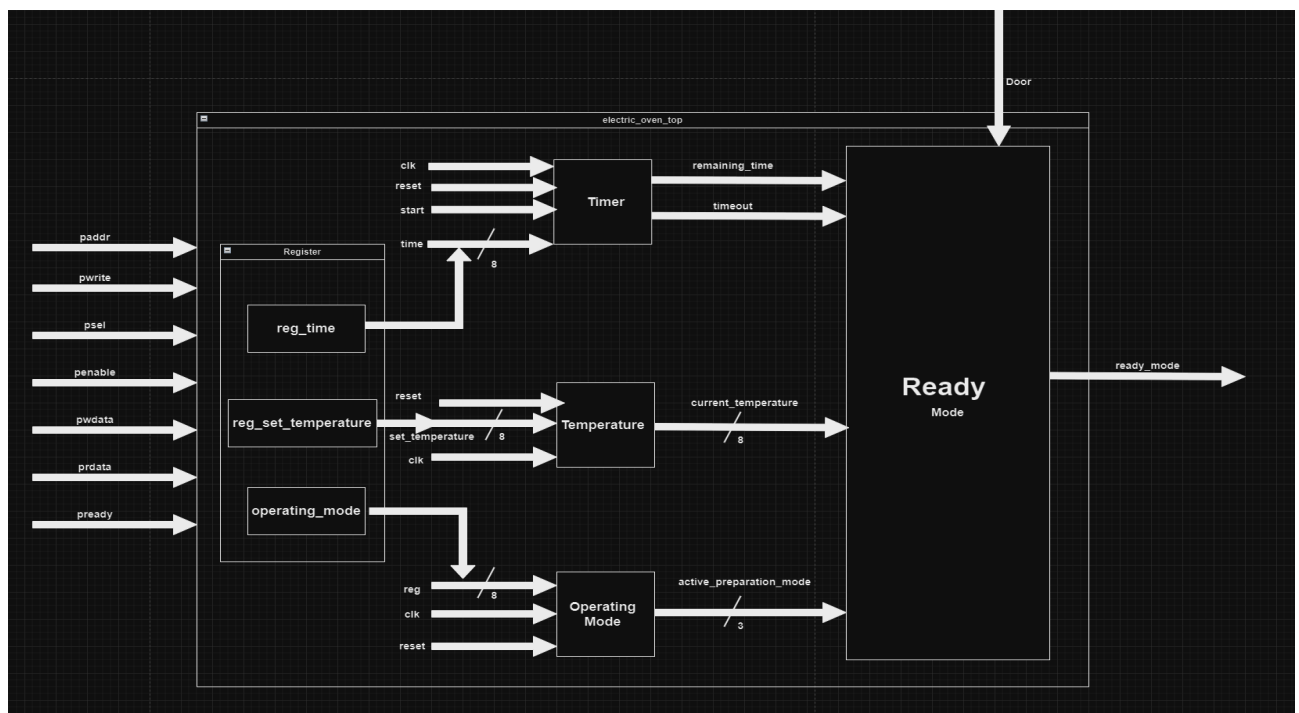 Door
electric_oven_top
clk
reset
start
time
8
Timer
remaining_time
timeout
paddr
pwrite
psel
penable
pwdata
prdata
pready
Register
reg_time
reg_set_temperature
operating_mode
reset
set_temperature
8
clk
Temperature
current_temperature
8
reg
8
clk
reset
Operating
Mode
active_preparation_mode
3
Ready
Mode
ready_mode